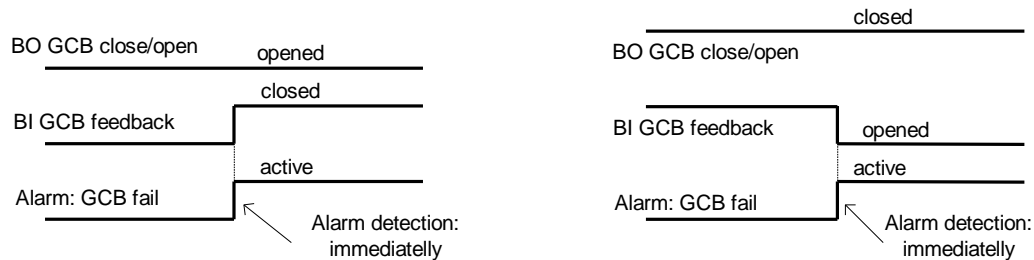 BO GCB close/open
opened
closed
BI GCB feedback
active
Alarm: GCB fail
Alarm detection:
immediatelly
closed
BO GCB close/open
BI GCB feedback
opened
active
Alarm: GCB fail
Alarm detection:
immediatelly